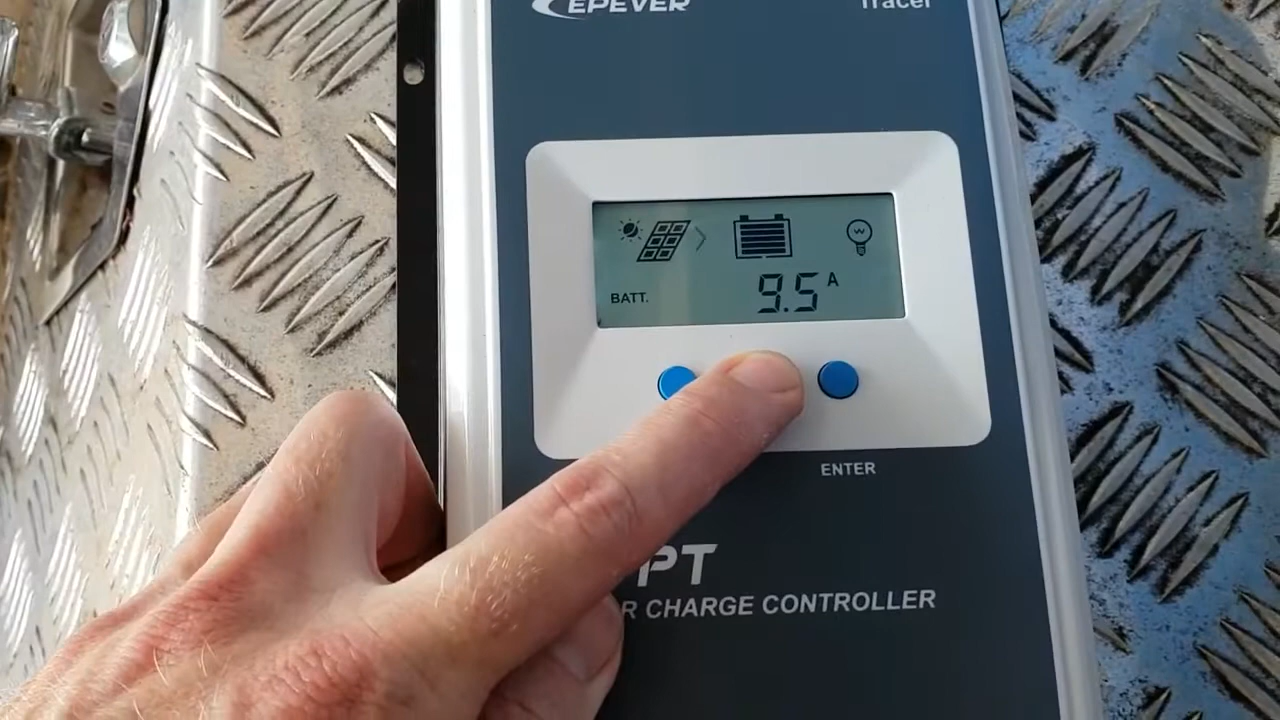 EPEVER
Tracer
BATT. 9.5 A
ENTER
PT
R CHARGE CONTROLLER